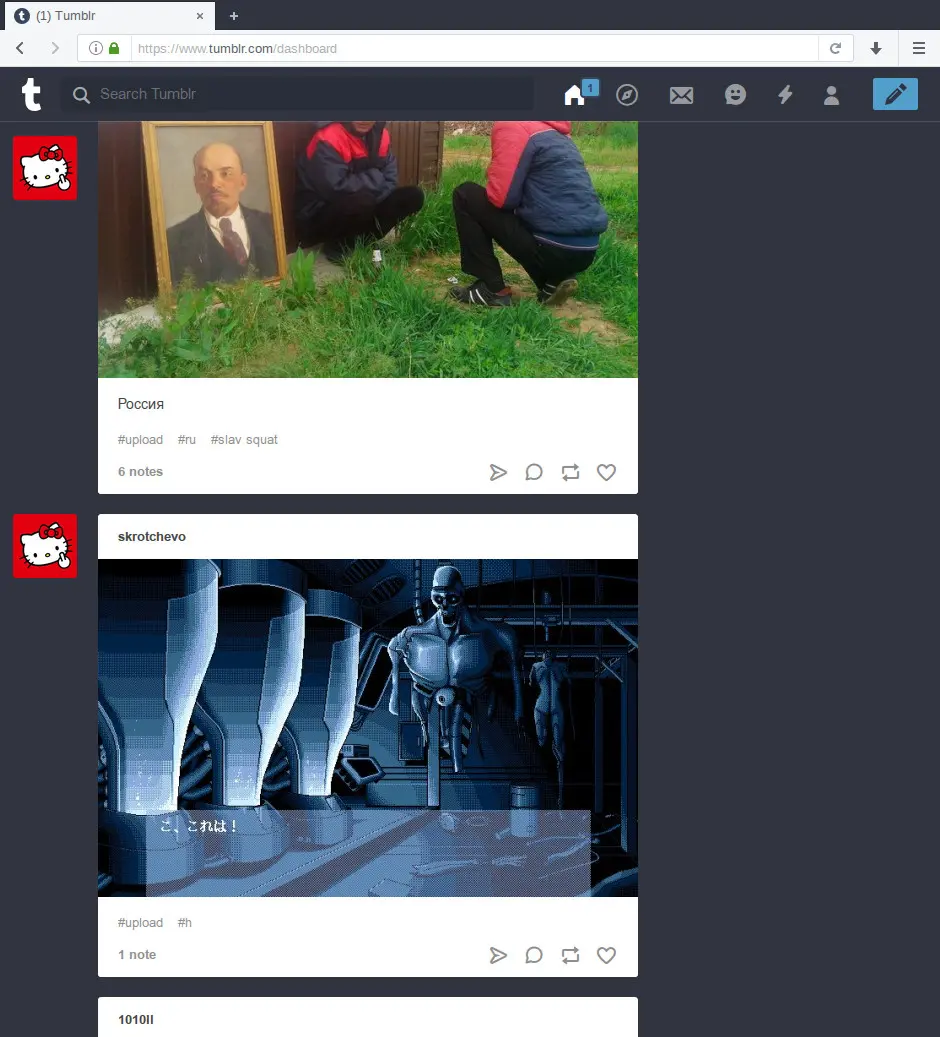 (1) Tumblr
https://www.tumblr.com/dashboard
Search Tumblr
1
Россия
#upload #ru #slav squat
6 notes
skrotchevo
こ、これは！
#upload #h
1 note
1010ll